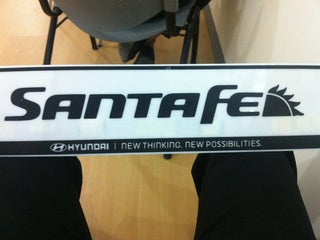 SANTAFE
HYUNDAI | NEW THINKING. NEW POSSIBILITIES.